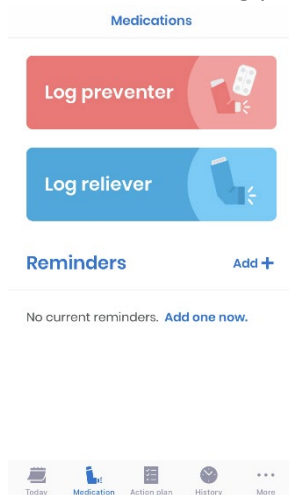 Medications
Log preventer
Log reliever
Reminders Add +
No current reminders. Add one now.
Today Medication Action plan History More